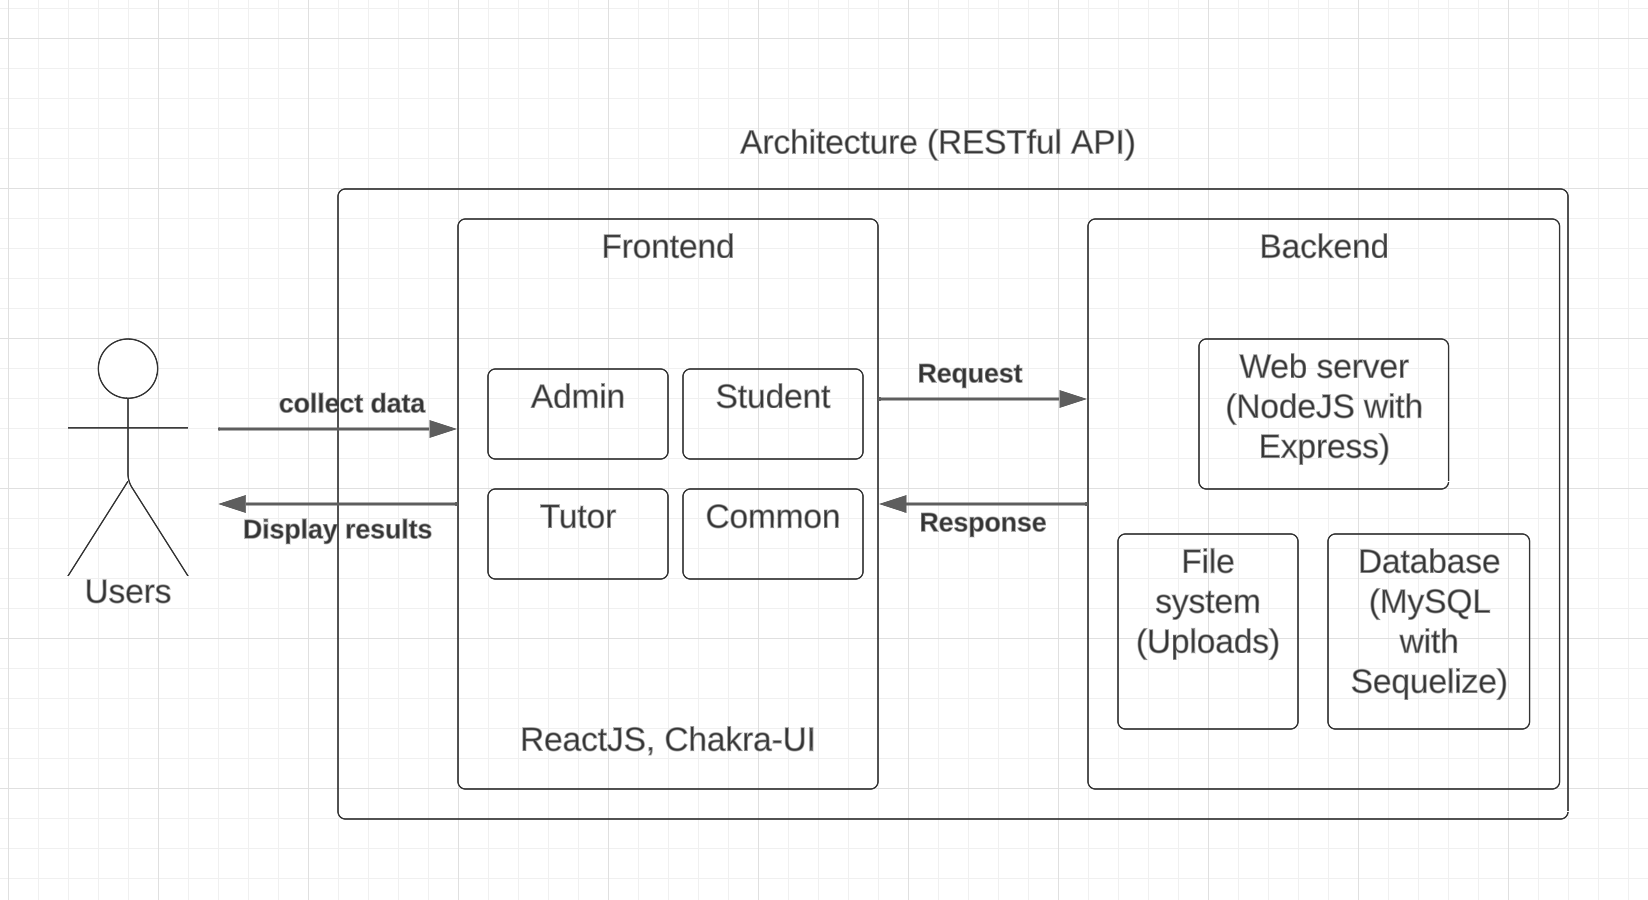 Architecture (RESTful API)
Frontend
Backend
Users
collect data
Display results
Admin
Student
Tutor
Common
ReactJS, Chakra-UI
Request
Response
Web server
(NodeJS with
Express)
File
system
(Uploads)
Database
(MySQL
with
Sequelize)